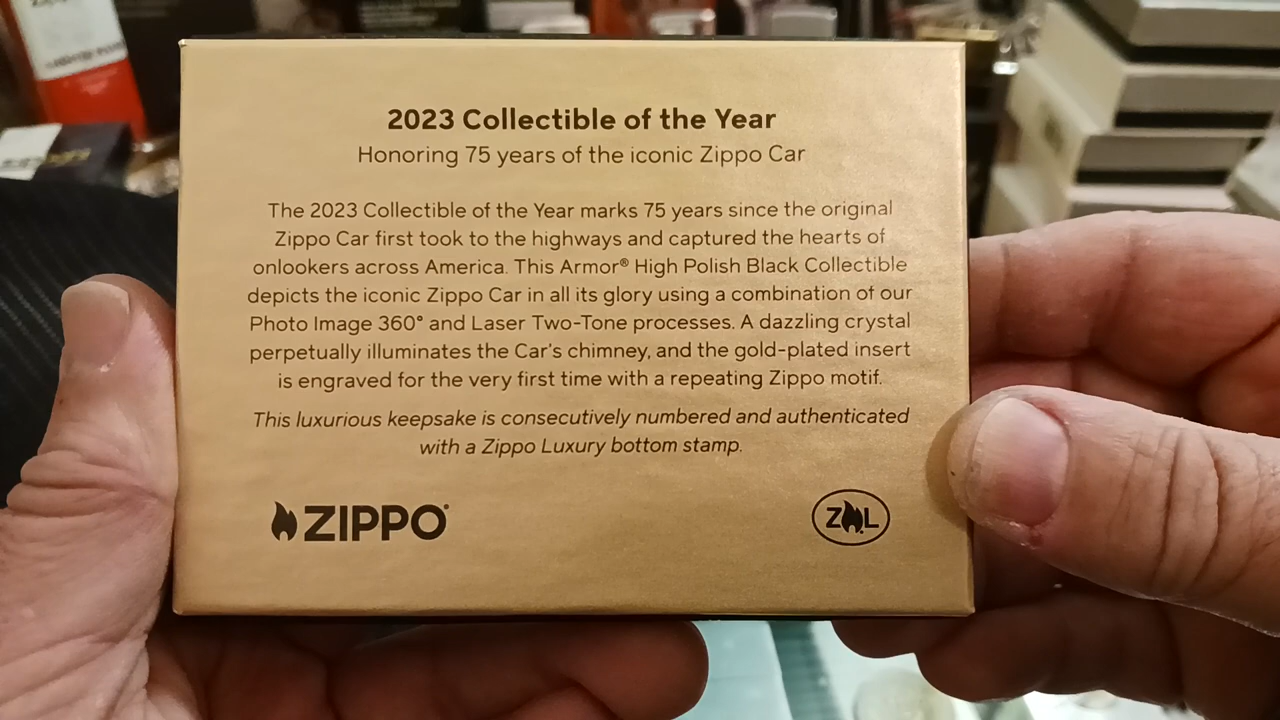 2023 Collectible of the Year
Honoring 75 years of the iconic Zippo Car
The 2023 Collectible of the Year marks 75 years since the original
Zippo Car first took to the highways and captured the hearts of
onlookers across America. This Armor® High Polish Black Collectible
depicts the iconic Zippo Car in all its glory using a combination of our
Photo Image 360° and Laser Two-Tone processes. A dazzling crystal
perpetually illuminates the Car's chimney, and the gold-plated insert
is engraved for the very first time with a repeating Zippo motif.
This luxurious keepsake is consecutively numbered and authenticated
with a Zippo Luxury bottom stamp.
ZIPPO
Z L